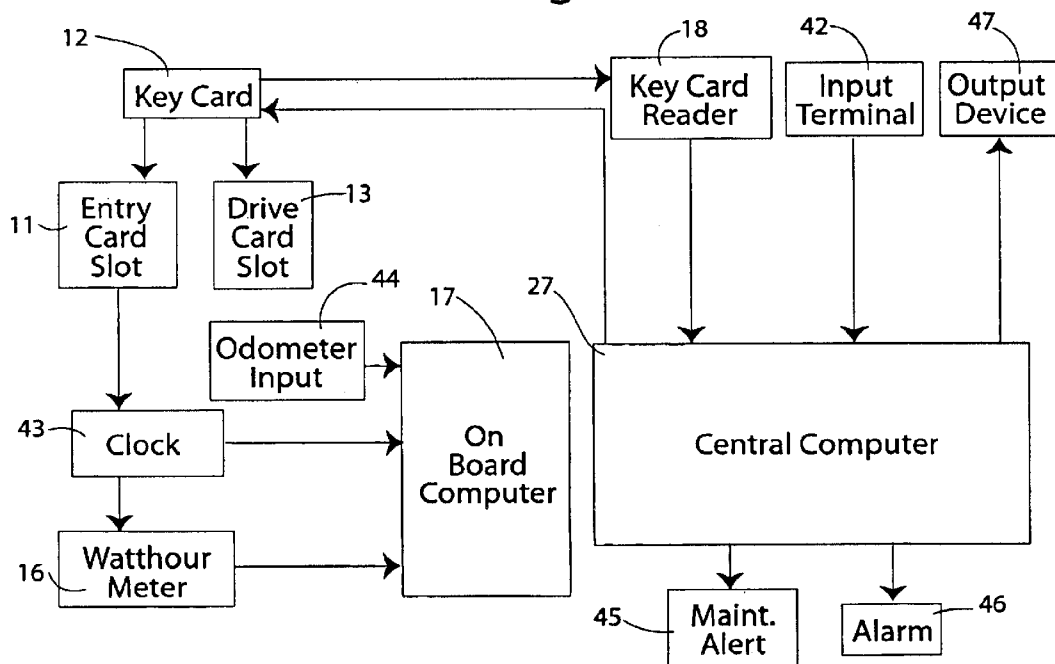 12
Key Card
18
Key Card
Reader
42
Input
Terminal
47
Output
Device
11
Entry
Card
Slot
13
Drive
Card
Slot
44
Odometer
Input
17
On
Board
Computer
27
Central Computer
43
Clock
16
Watthour
Meter
45
Maint.
Alert
46
Alarm